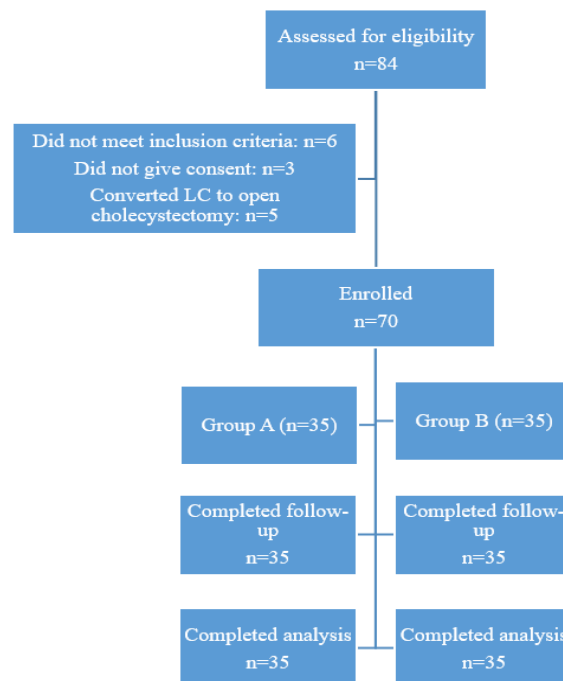 Assessed for eligibility
n=84
Did not meet inclusion criteria: n=6
Did not give consent: n=3
Converted LC to open
cholecystectomy: n=5
Enrolled
n=70
Group A (n=35)
Group B (n=35)
Completed follow-
up
n=35
Completed follow-
up
n=35
Completed analysis
n=35
Completed analysis
n=35